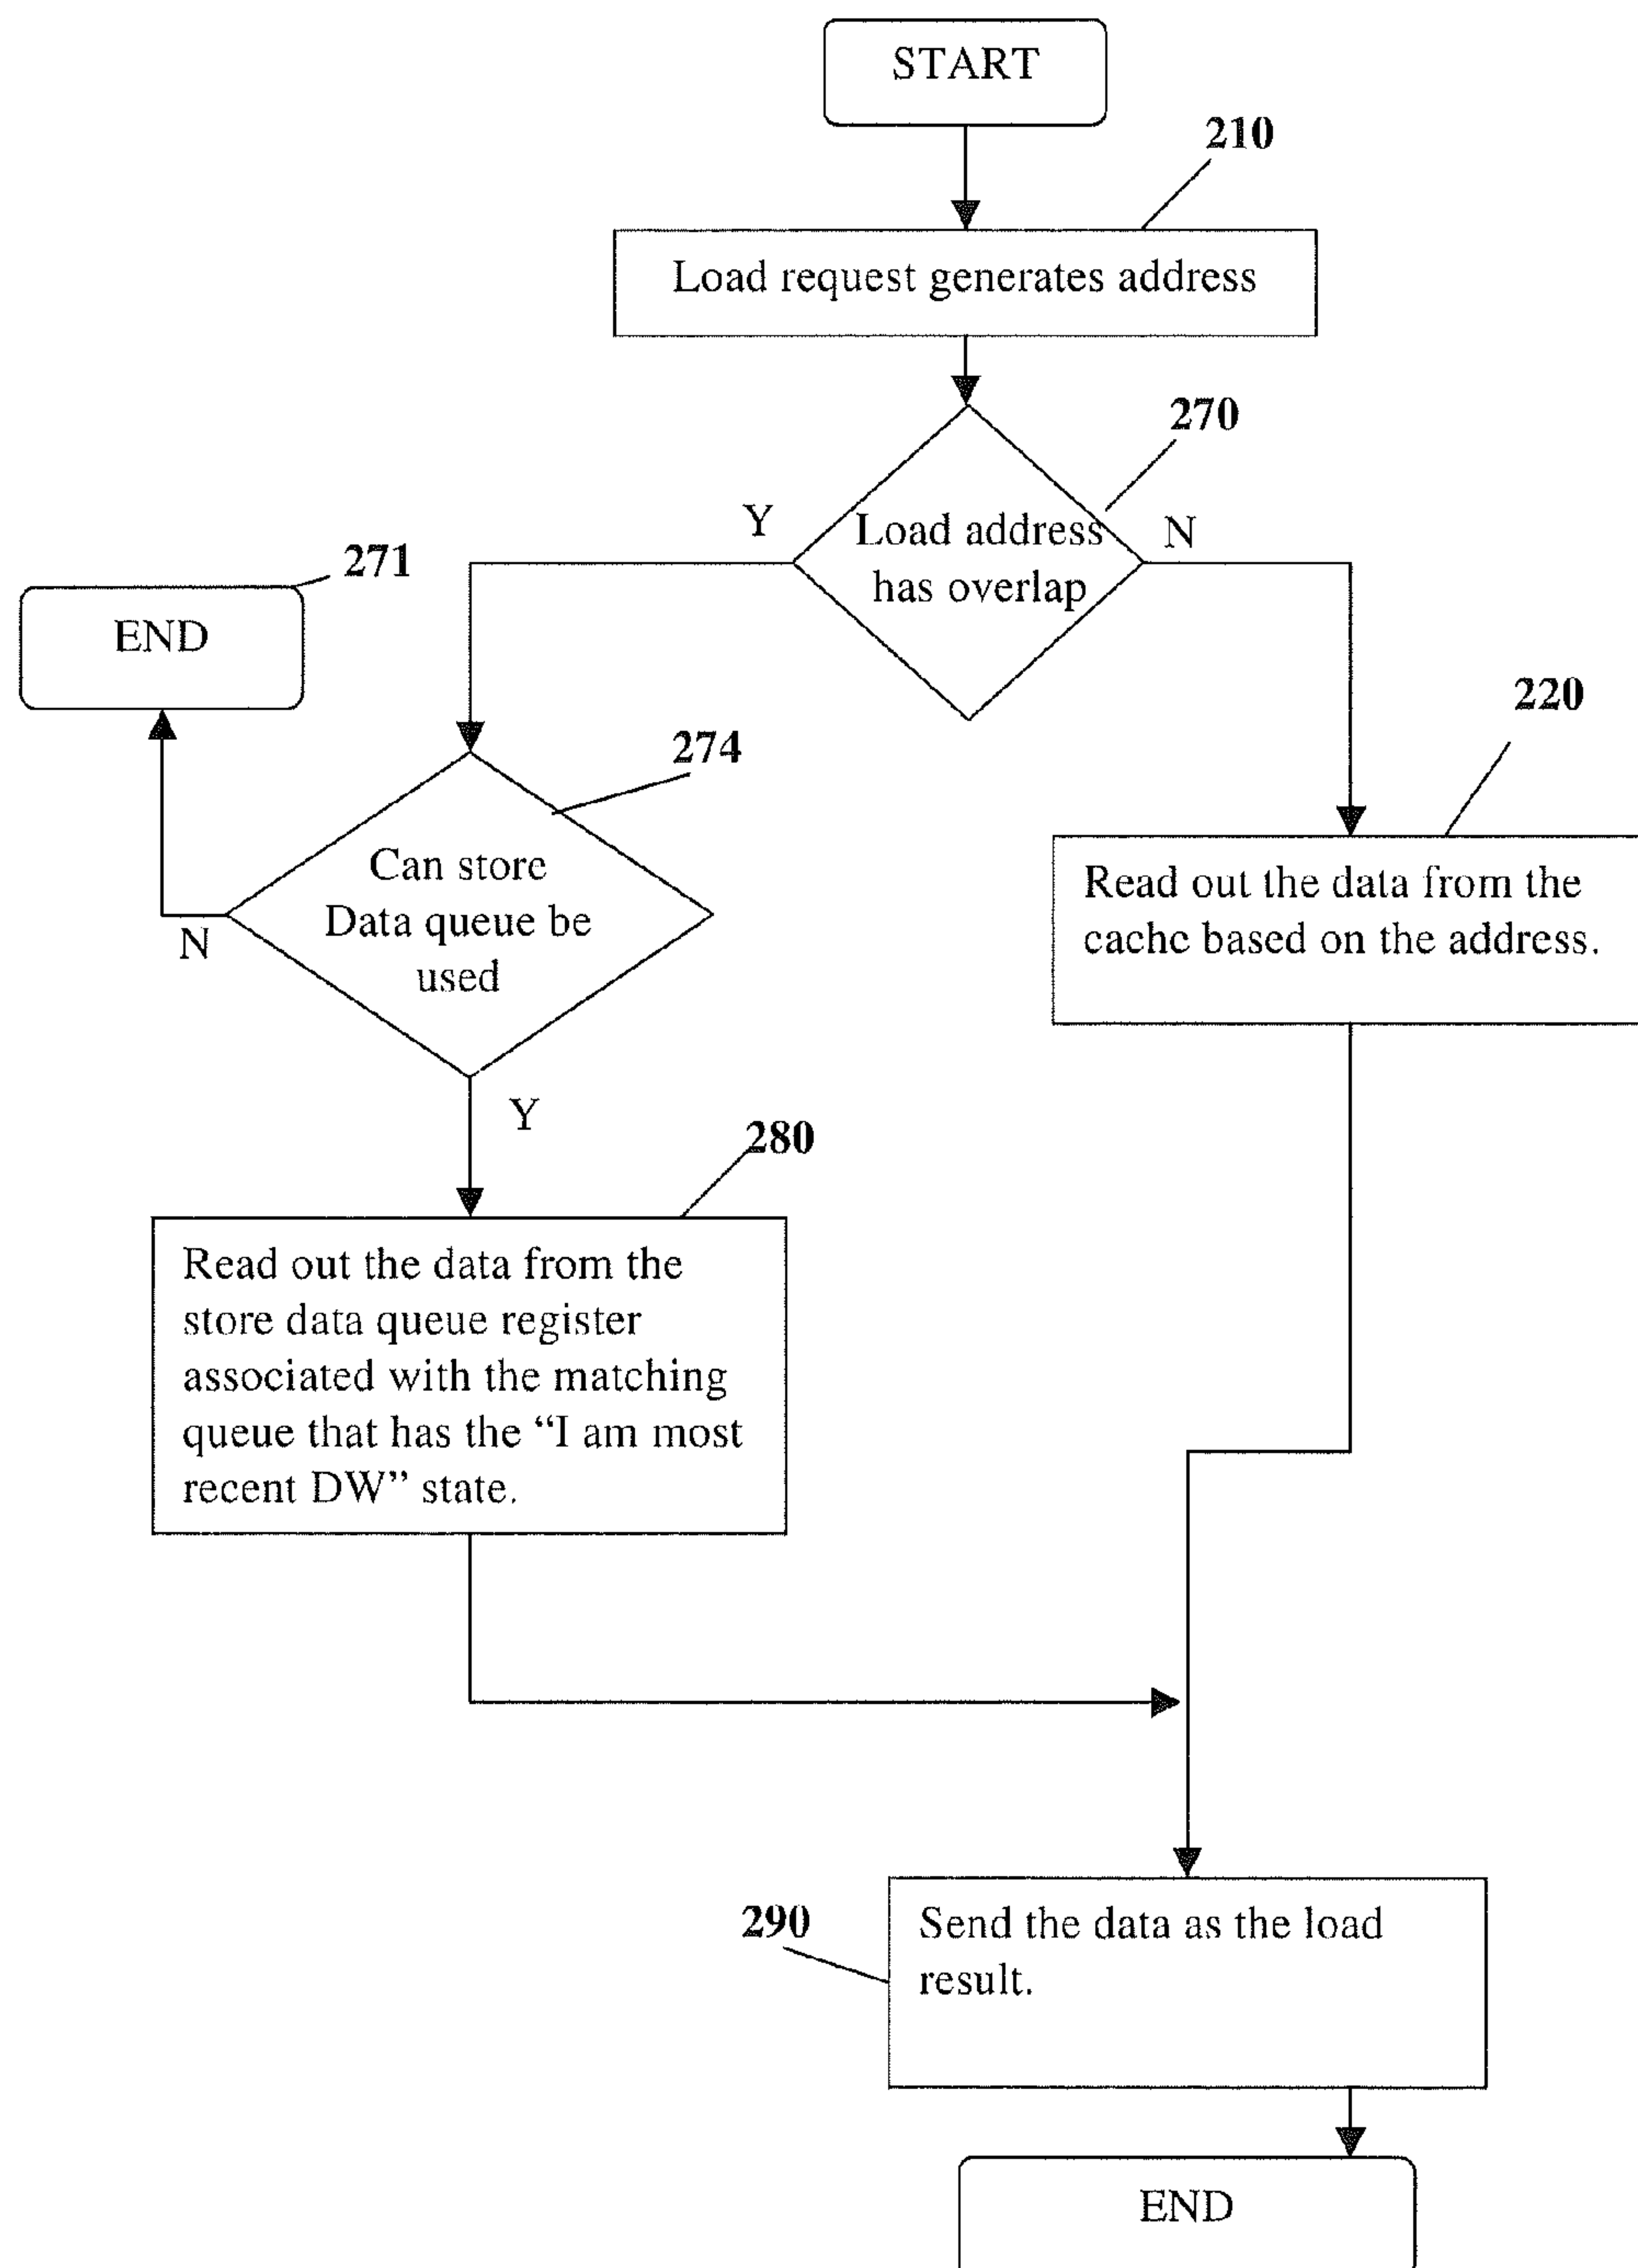 START
210
Load request generates address
270
Y
Load address
N
has overlap
271
END
220
274
Can store
Data queue be
used
N
Read out the data from the
cache based on the address.
Y
280
Read out the data from the
store data queue register
associated with the matching
queue that has the “I am most
recent DW” state.
290
Send the data as the load
result.
END